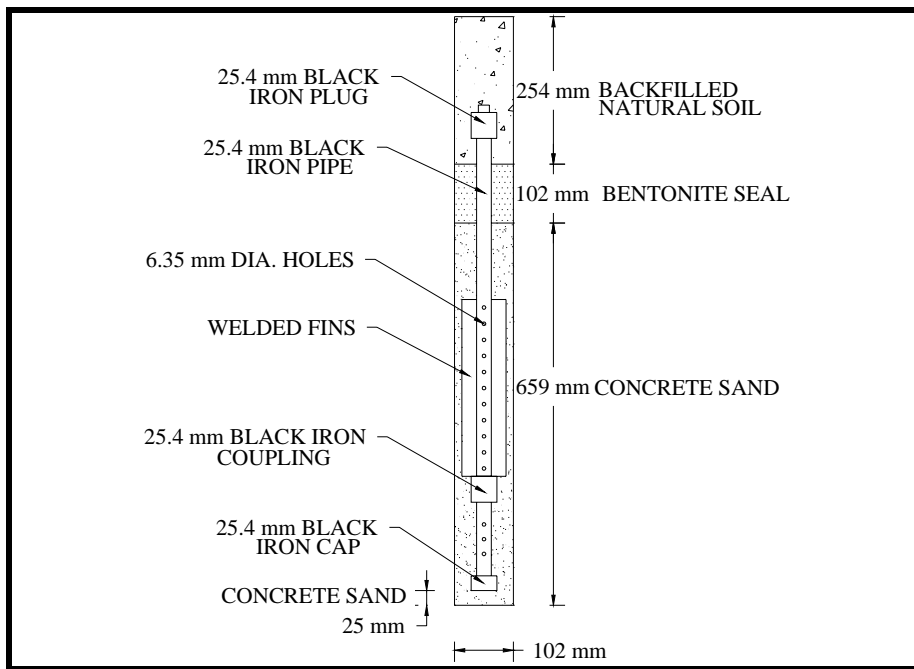 25.4 mm BLACK
IRON PLUG
254 mm BACKFILLED
NATURAL SOIL
25.4 mm BLACK
IRON PIPE
102 mm BENTONITE SEAL
6.35 mm DIA. HOLES
WELDED FINS
659 mm CONCRETE SAND
25.4 mm BLACK IRON
COUPLING
25.4 mm BLACK
IRON CAP
CONCRETE SAND
25 mm
102 mm